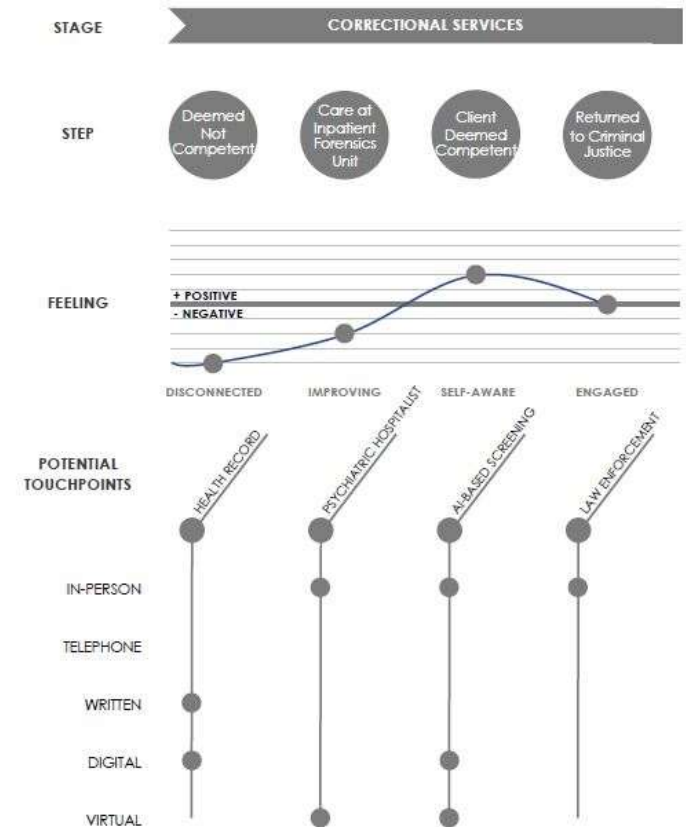 STAGE
CORRECTIONAL SERVICES
STEP
Deemed
Not
Competent
Care at
Inpatient
Forensics
Unit
Client
Deemed
Competent
Returned
to Criminal
Justice
FEELING
+ POSITIVE
- NEGATIVE
DISCONNECTED
IMPROVING
SELF-AWARE
ENGAGED
POTENTIAL
TOUCHPOINTS
HEALTH RECORD
PSYCHIATRIC HOSPITALIST
AI-BASED SCREENING
LAW ENFORCEMENT
IN-PERSON
TELEPHONE
WRITTEN
DIGITAL
VIRTUAL